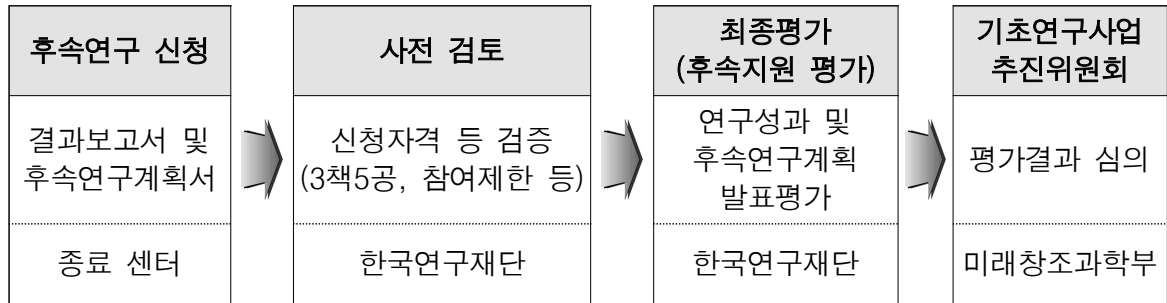 후속연구 신청
결과보고서 및
후속연구계획서
종료 센터
사전 검토
신청자격 등 검증
(3책5공, 참여제한 등)
한국연구재단
최종평가
(후속지원 평가)
연구성과 및
후속연구계획
발표평가
한국연구재단
기초연구사업
추진위원회
평가결과 심의
미래창조과학부